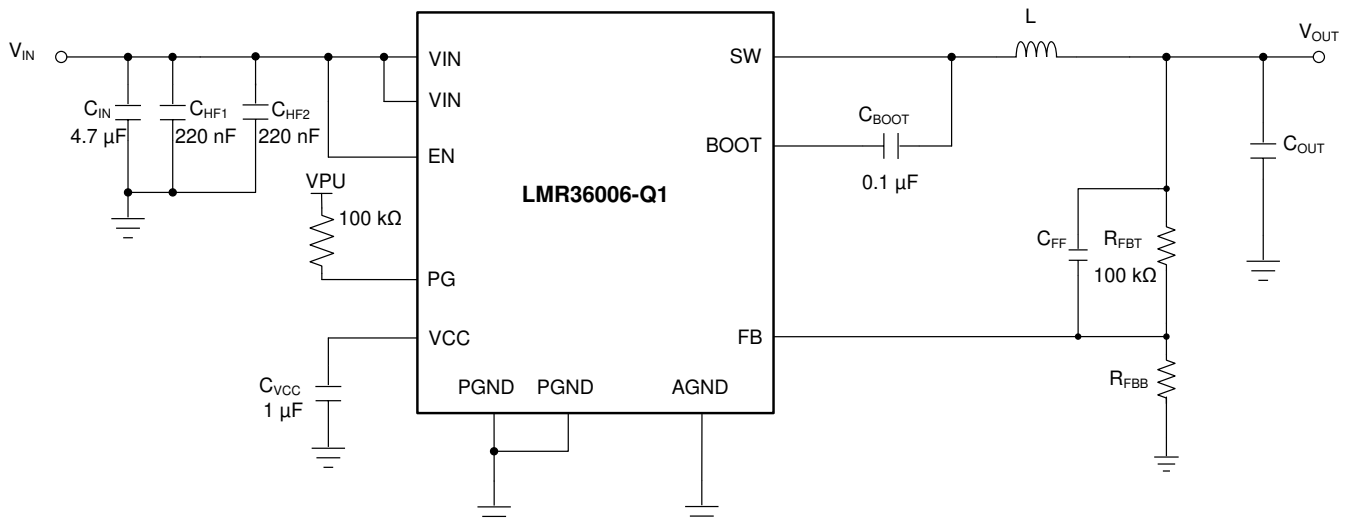 L
V_IN
V_OUT
VIN
SW
C_IN
4.7 µF
C_HF1
220 nF
C_HF2
220 nF
VIN
C_BOOT
0.1 µF
BOOT
C_OUT
EN
VPU
100 kΩ
LMR36006-Q1
C_FF
R_FBT
100 kΩ
PG
VCC
FB
C_VCC
1 µF
PGND
PGND
AGND
R_FBB